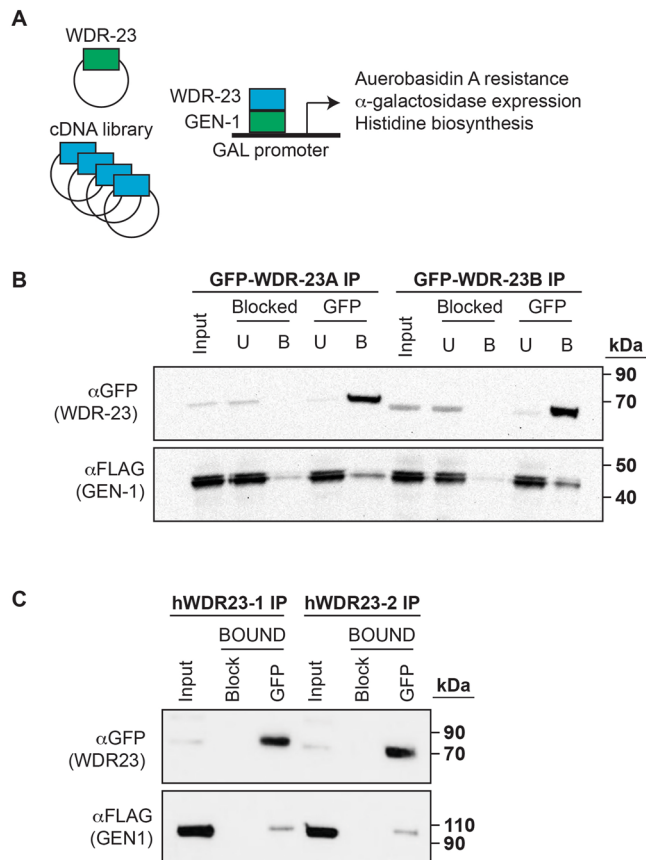 A
WDR-23
cDNA library
WDR-23
GEN-1
GAL promoter
Auerobasidin A resistance
α-galactosidase expression
Histidine biosynthesis
B
GFP-WDR-23A IP GFP-WDR-23B IP
Input Blocked GFP Input Blocked GFP
U B U B U B U B
kDa
αGFP
(WDR-23)
90
70
αFLAG
(GEN-1)
50
40
C
hWDR23-1 IP hWDR23-2 IP
BOUND BOUND
Input Block GFP Input Block GFP
kDa
αGFP
(WDR23)
90
70
αFLAG
(GEN1)
110
90